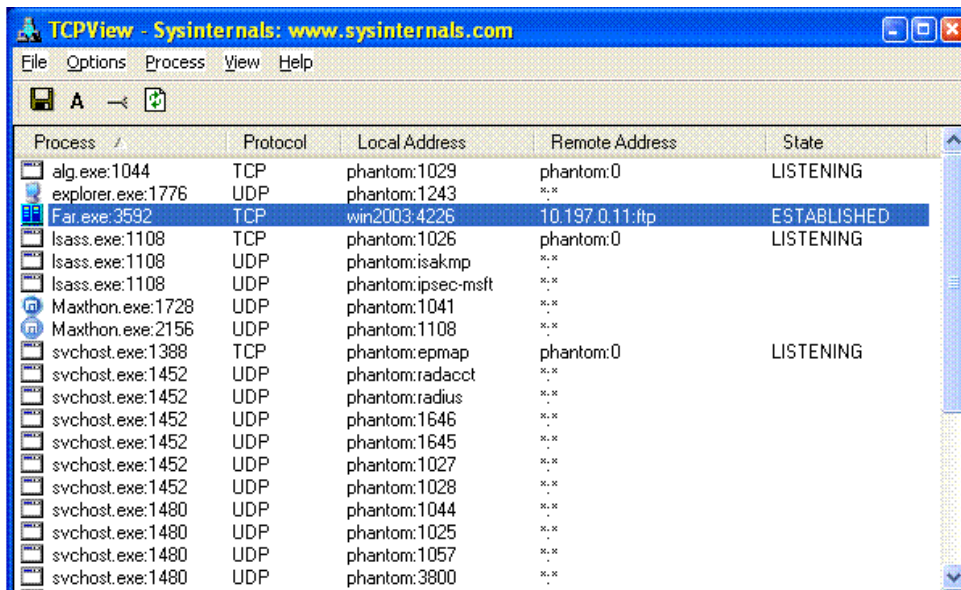 TCPView - Sysinternals: www.sysinternals.com
File Options Process View Help
A
Process / Protocol Local Address Remote Address State
alg.exe:1044 TCP phantom:1029 phantom:0 LISTENING
explorer.exe:1776 UDP phantom:1243 *:*
Far.exe:3592 TCP win2003:4226 10.197.0.11:ftp ESTABLISHED
lsass.exe:1108 TCP phantom:1026 phantom:0 LISTENING
lsass.exe:1108 UDP phantom:isakmp *:*
lsass.exe:1108 UDP phantom:ipsec-msft *:*
Maxthon.exe:1728 UDP phantom:1041 *:*
Maxthon.exe:2156 UDP phantom:1108 *:*
svchost.exe:1388 TCP phantom:epmap phantom:0 LISTENING
svchost.exe:1452 UDP phantom:radacct *:*
svchost.exe:1452 UDP phantom:radius *:*
svchost.exe:1452 UDP phantom:1646 *:*
svchost.exe:1452 UDP phantom:1645 *:*
svchost.exe:1452 UDP phantom:1027 *:*
svchost.exe:1452 UDP phantom:1028 *:*
svchost.exe:1480 UDP phantom:1044 *:*
svchost.exe:1480 UDP phantom:1025 *:*
svchost.exe:1480 UDP phantom:1057 *:*
svchost.exe:1480 UDP phantom:3800 *:*